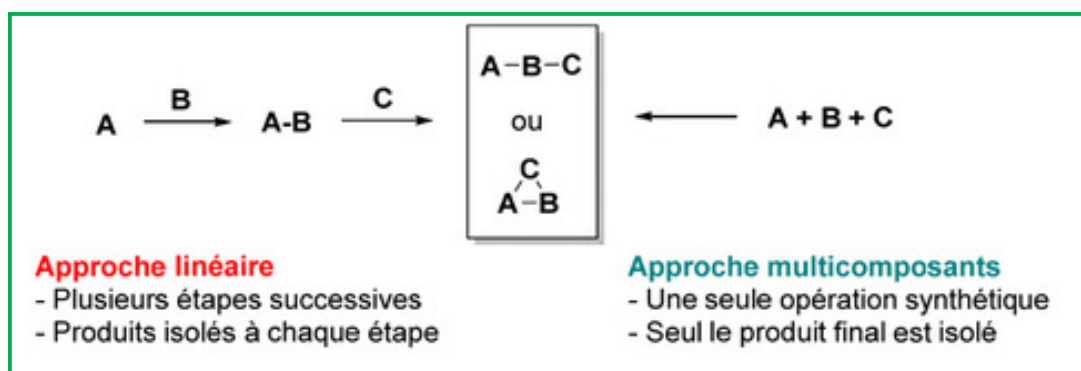 A B A-B C
A-B-C
ou
C
A-B
A + B + C
Approche linéaire
- Plusieurs étapes successives
- Produits isolés à chaque étape
Approche multicomposants
- Une seule opération synthétique
- Seul le produit final est isolé